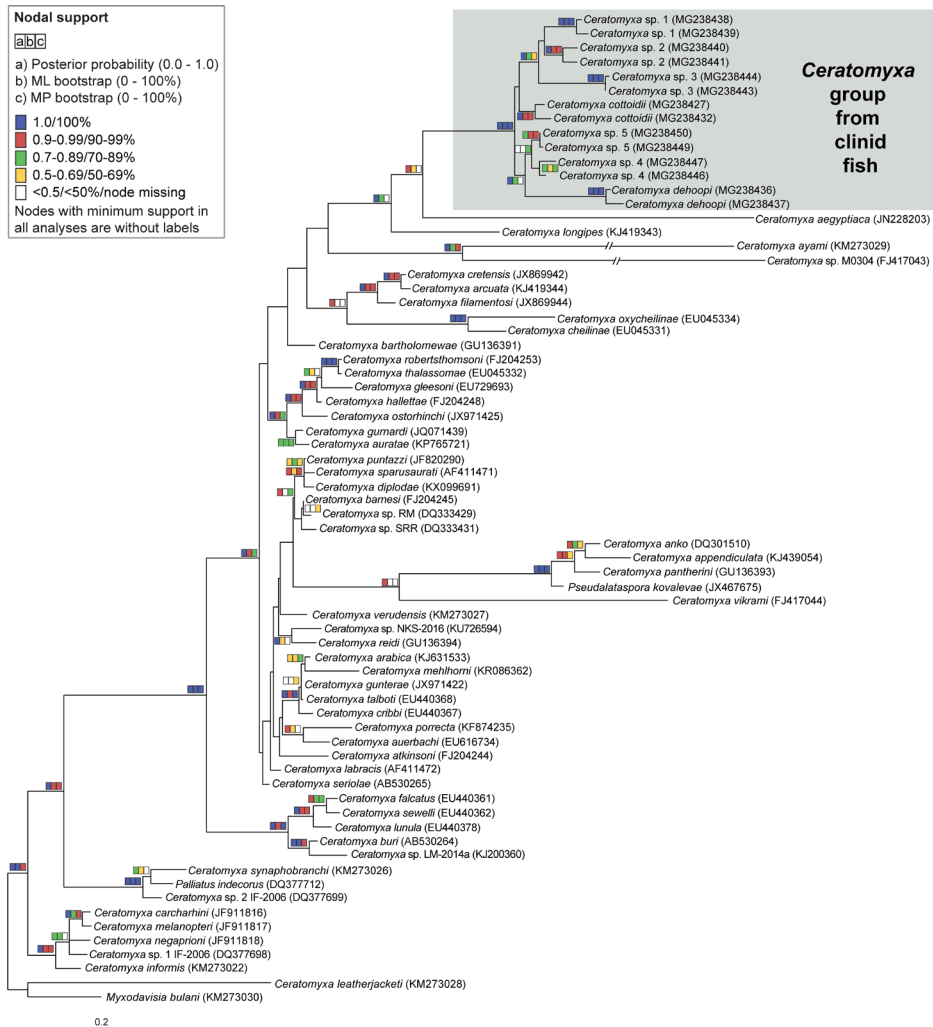 Nodal support
a b c
a) Posterior probability (0.0 - 1.0)
b) ML bootstrap (0 - 100%)
c) MP bootstrap (0 - 100%)
1.0/100%
0.9-0.99/90-99%
0.7-0.89/70-89%
0.5-0.69/50-69%
<0.5/<50%/node missing
Nodes with minimum support in
all analyses are without labels
Ceratomyxa
group
from
clinid
fish
Ceratomyxa sp. 1 (MG238438)
Ceratomyxa sp. 1 (MG238439)
Ceratomyxa sp. 2 (MG238440)
Ceratomyxa sp. 2 (MG238441)
Ceratomyxa sp. 3 (MG238444)
Ceratomyxa sp. 3 (MG238443)
Ceratomyxa cottoidii (MG238427)
Ceratomyxa cottoidii (MG238432)
Ceratomyxa sp. 5 (MG238450)
Ceratomyxa sp. 5 (MG238449)
Ceratomyxa sp. 4 (MG238447)
Ceratomyxa sp. 4 (MG238446)
Ceratomyxa dehoopi (MG238436)
Ceratomyxa dehoopi (MG238437)
Ceratomyxa aegyptiaca (JN228203)
Ceratomyxa longipes (KJ419343)
Ceratomyxa ayami (KM273029)
Ceratomyxa sp. M0304 (FJ417043)
Ceratomyxa cretensis (JX869942)
Ceratomyxa arcuata (KJ419344)
Ceratomyxa filamentosi (JX869944)
Ceratomyxa oxycheilinae (EU045334)
Ceratomyxa cheilinae (EU045331)
Ceratomyxa bartholomewae (GU136391)
Ceratomyxa robertsthomsoni (FJ204253)
Ceratomyxa thalassomae (EU045332)
Ceratomyxa gleesoni (EU729693)
Ceratomyxa hallettae (FJ204248)
Ceratomyxa ostorhinchi (JX971425)
Ceratomyxa gurnardi (JQ071439)
Ceratomyxa auratae (KP765721)
Ceratomyxa puntazzi (JF820290)
Ceratomyxa sparusaurati (AF411471)
Ceratomyxa diplodae (KX099691)
Ceratomyxa barnesi (FJ204245)
Ceratomyxa sp. RM (DQ333429)
Ceratomyxa sp. SRR (DQ333431)
Ceratomyxa anko (DQ301510)
Ceratomyxa appendiculata (KJ439054)
Ceratomyxa pantherini (GU136393)
Pseudalataspora kovalevae (JX467675)
Ceratomyxa vikrami (FJ417044)
Ceratomyxa verudensis (KM273027)
Ceratomyxa sp. NKS-2016 (KU726594)
Ceratomyxa reidi (GU136394)
Ceratomyxa arabica (KJ631533)
Ceratomyxa mehlhorni (KR086362)
Ceratomyxa gunterae (JX971422)
Ceratomyxa talboti (EU440368)
Ceratomyxa cribbi (EU440367)
Ceratomyxa porrecta (KF874235)
Ceratomyxa auerbachi (EU616734)
Ceratomyxa atkinsoni (FJ204244)
Ceratomyxa labracis (AF411472)
Ceratomyxa seriolae (AB530265)
Ceratomyxa falcatus (EU440361)
Ceratomyxa sewelli (EU440362)
Ceratomyxa lunula (EU440378)
Ceratomyxa buri (AB530264)
Ceratomyxa sp. LM-2014a (KJ200360)
Ceratomyxa synaphobranchi (KM273026)
Palliatus indecorus (DQ377712)
Ceratomyxa sp. 2 IF-2006 (DQ377699)
Ceratomyxa carcharhini (JF911816)
Ceratomyxa melanopteri (JF911817)
Ceratomyxa negaprioni (JF911818)
Ceratomyxa sp. 1 IF-2006 (DQ377698)
Ceratomyxa informis (KM273022)
Ceratomyxa leatherjacketi (KM273028)
Myxodavisia bulani (KM273030)
0.2